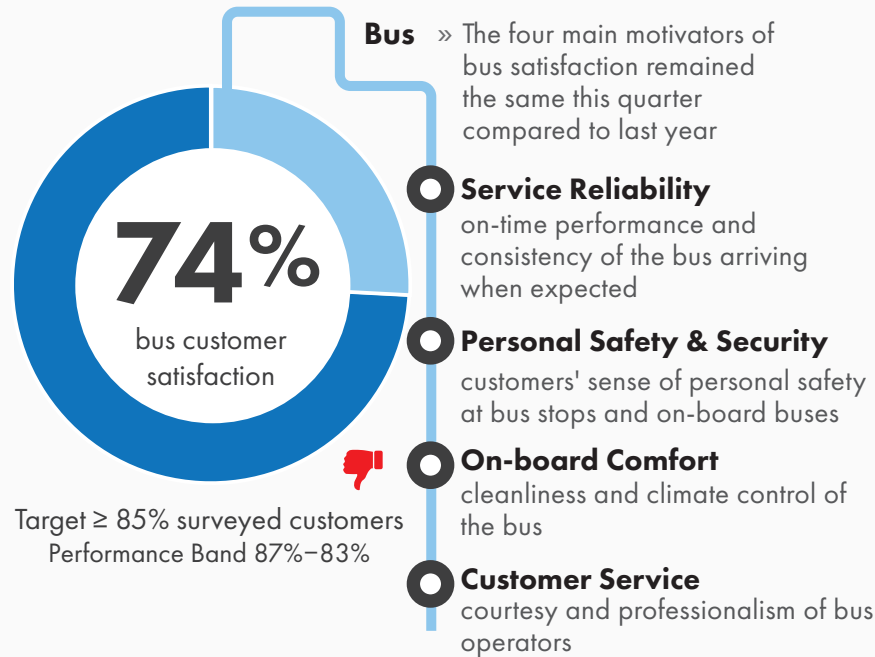 Bus » The four main motivators of
bus satisfaction remained
the same this quarter
compared to last year
74%
bus customer
satisfaction
Target ≥ 85% surveyed customers
Performance Band 87%–83%
Service Reliability
on-time performance and
consistency of the bus arriving
when expected
Personal Safety & Security
customers' sense of personal safety
at bus stops and on-board buses
On-board Comfort
cleanliness and climate control of
the bus
Customer Service
courtesy and professionalism of bus
operators